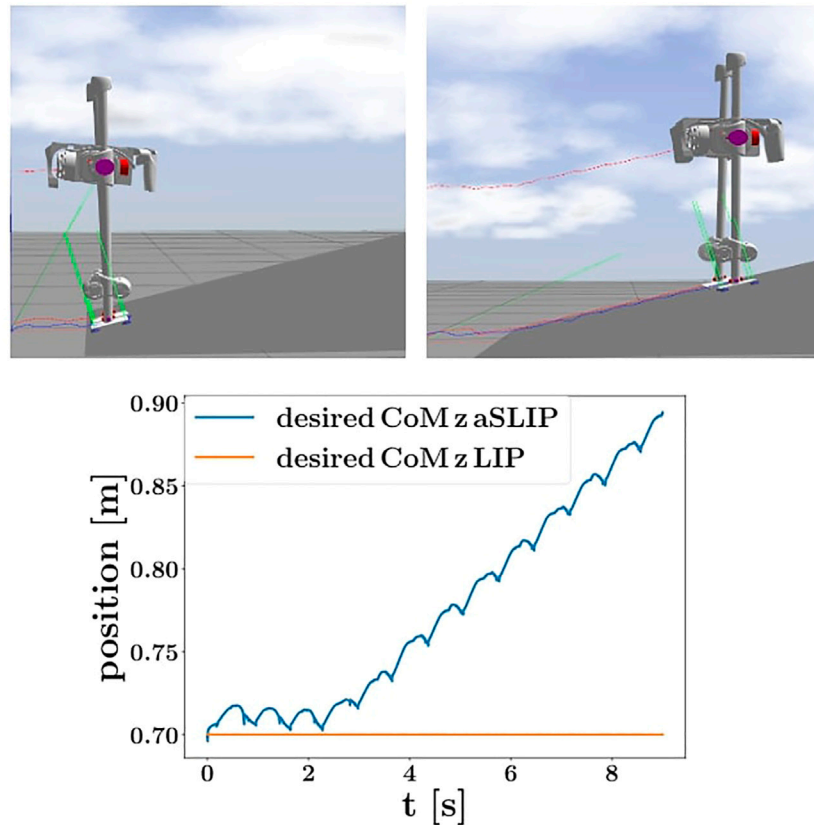 0.90
desired CoM z aSLIP
desired CoM z LIP
0.85
0.80
0.75
0.70
position [m]
0 2 4 6 8
t [s]